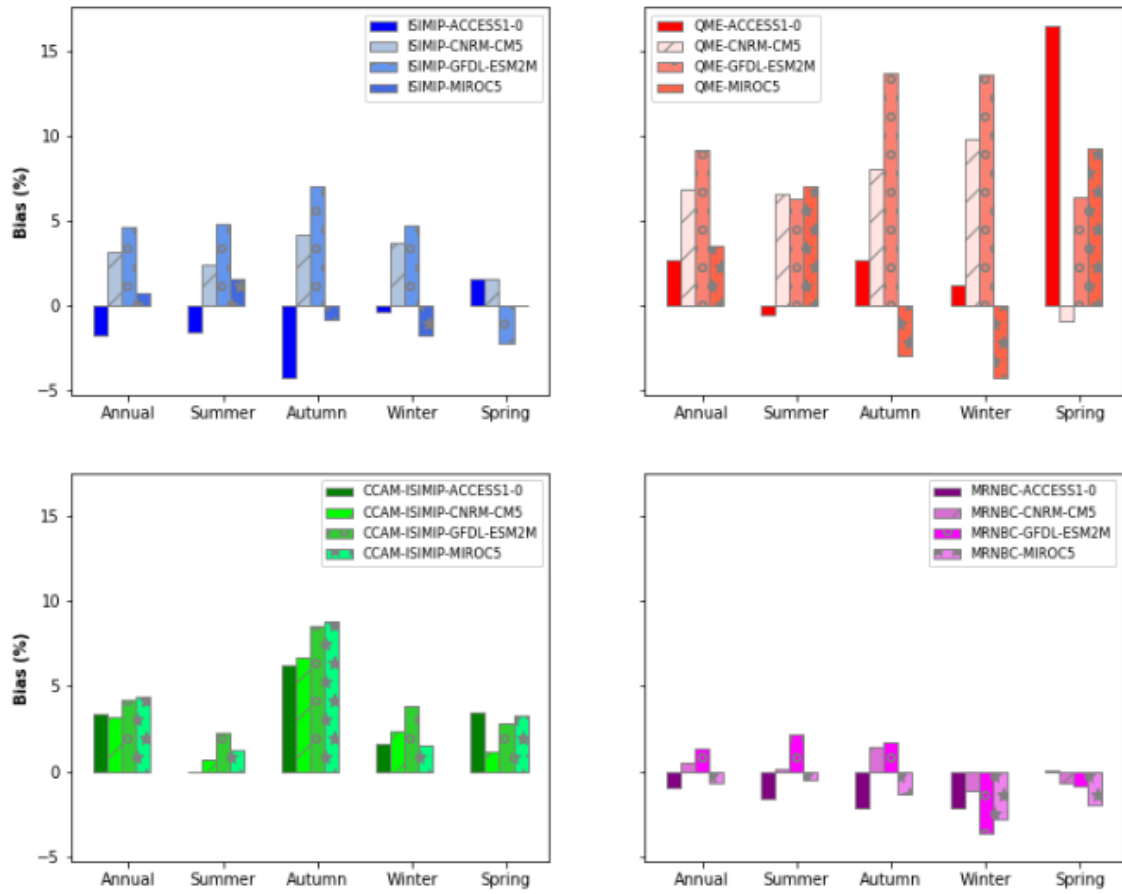 ISIMIP-ACCESS1-0
ISIMIP-CNRM-CM5
ISIMIP-GFDL-ESM2M
ISIMIP-MIROC5
Bias (%)
15
10
5
0
−5
Annual Summer Autumn Winter Spring
QME-ACCESS1-0
QME-CNRM-CM5
QME-GFDL-ESM2M
QME-MIROC5
Annual Summer Autumn Winter Spring
CCAM-ISIMIP-ACCESS1-0
CCAM-ISIMIP-CNRM-CM5
CCAM-ISIMIP-GFDL-ESM2M
CCAM-ISIMIP-MIROC5
Bias (%)
15
10
5
0
−5
Annual Summer Autumn Winter Spring
MRNBC-ACCESS1-0
MRNBC-CNRM-CM5
MRNBC-GFDL-ESM2M
MRNBC-MIROC5
Annual Summer Autumn Winter Spring